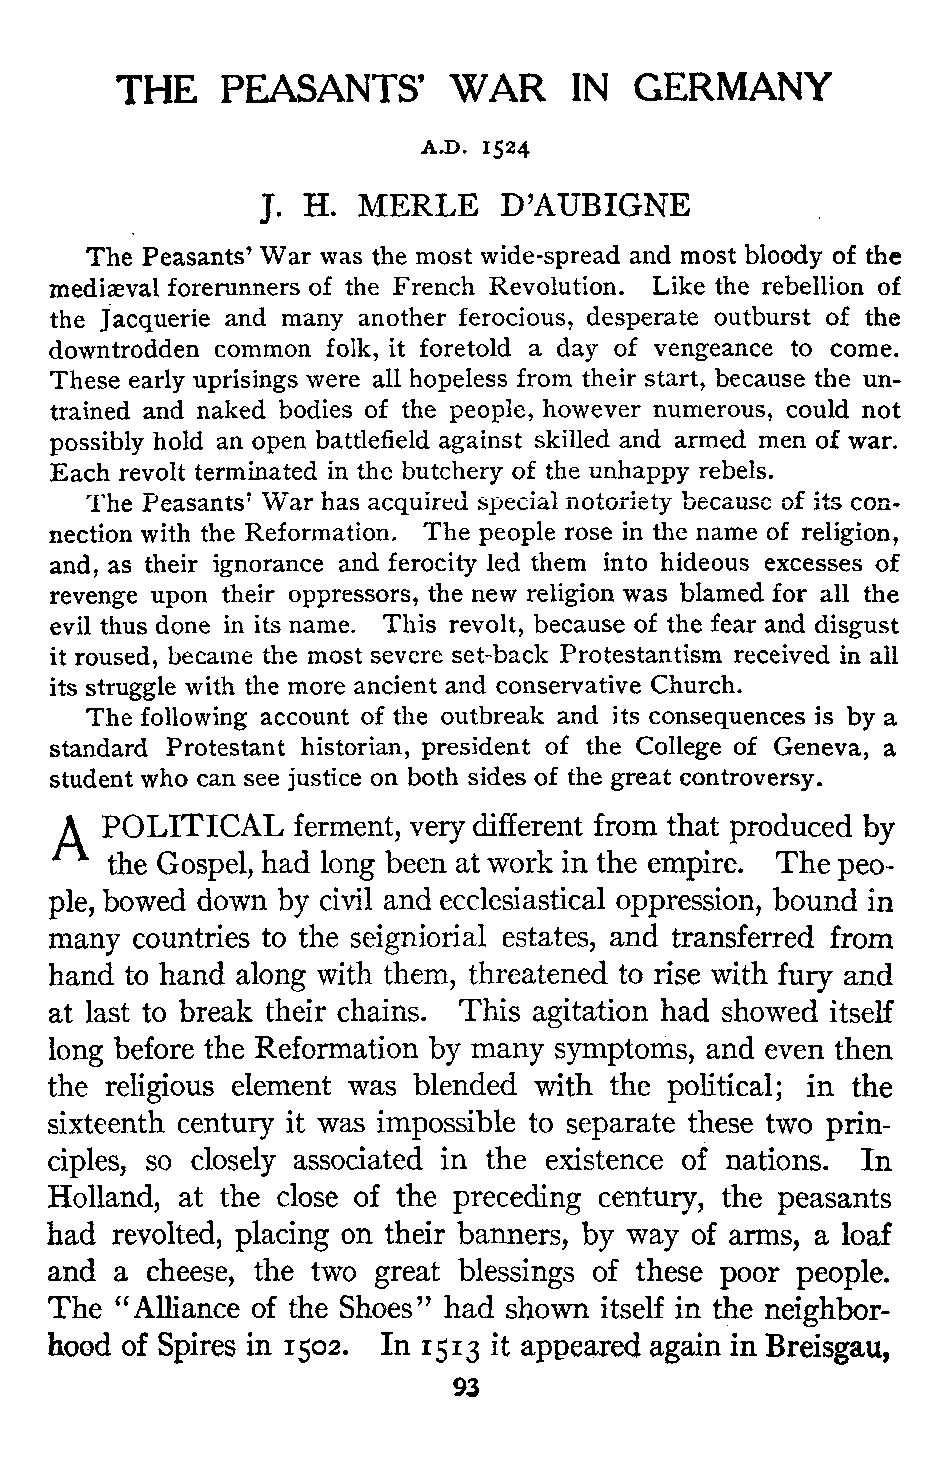 THE PEASANTS' WAR IN GERMANY
A.D. 1524
J. H. MERLE D'AUBIGNE
The Peasants' War was the most wide-spread and most bloody of the
mediæval forerunners of the French Revolution. Like the rebellion of
the Jacquerie and many another ferocious, desperate outburst of the
downtrodden common folk, it foretold a day of vengeance to come.
These early uprisings were all hopeless from their start, because the un-
trained and naked bodies of the people, however numerous, could not
possibly hold an open battlefield against skilled and armed men of war.
Each revolt terminated in the butchery of the unhappy rebels.
The Peasants' War has acquired special notoriety because of its con-
nection with the Reformation. The people rose in the name of religion,
and, as their ignorance and ferocity led them into hideous excesses of
revenge upon their oppressors, the new religion was blamed for all the
evil thus done in its name. This revolt, because of the fear and disgust
it roused, became the most severe set-back Protestantism received in all
its struggle with the more ancient and conservative Church.
The following account of the outbreak and its consequences is by a
standard Protestant historian, president of the College of Geneva, a
student who can see justice on both sides of the great controversy.
A POLITICAL ferment, very different from that produced by
the Gospel, had long been at work in the empire. The peo-
ple, bowed down by civil and ecclesiastical oppression, bound in
many countries to the seigniorial estates, and transferred from
hand to hand along with them, threatened to rise with fury and
at last to break their chains. This agitation had showed itself
long before the Reformation by many symptoms, and even then
the religious element was blended with the political; in the
sixteenth century it was impossible to separate these two prin-
ciples, so closely associated in the existence of nations. In
Holland, at the close of the preceding century, the peasants
had revolted, placing on their banners, by way of arms, a loaf
and a cheese, the two great blessings of these poor people.
The "Alliance of the Shoes" had shown itself in the neighbor-
hood of Spires in 1502. In 1513 it appeared again in Breisgau,
93